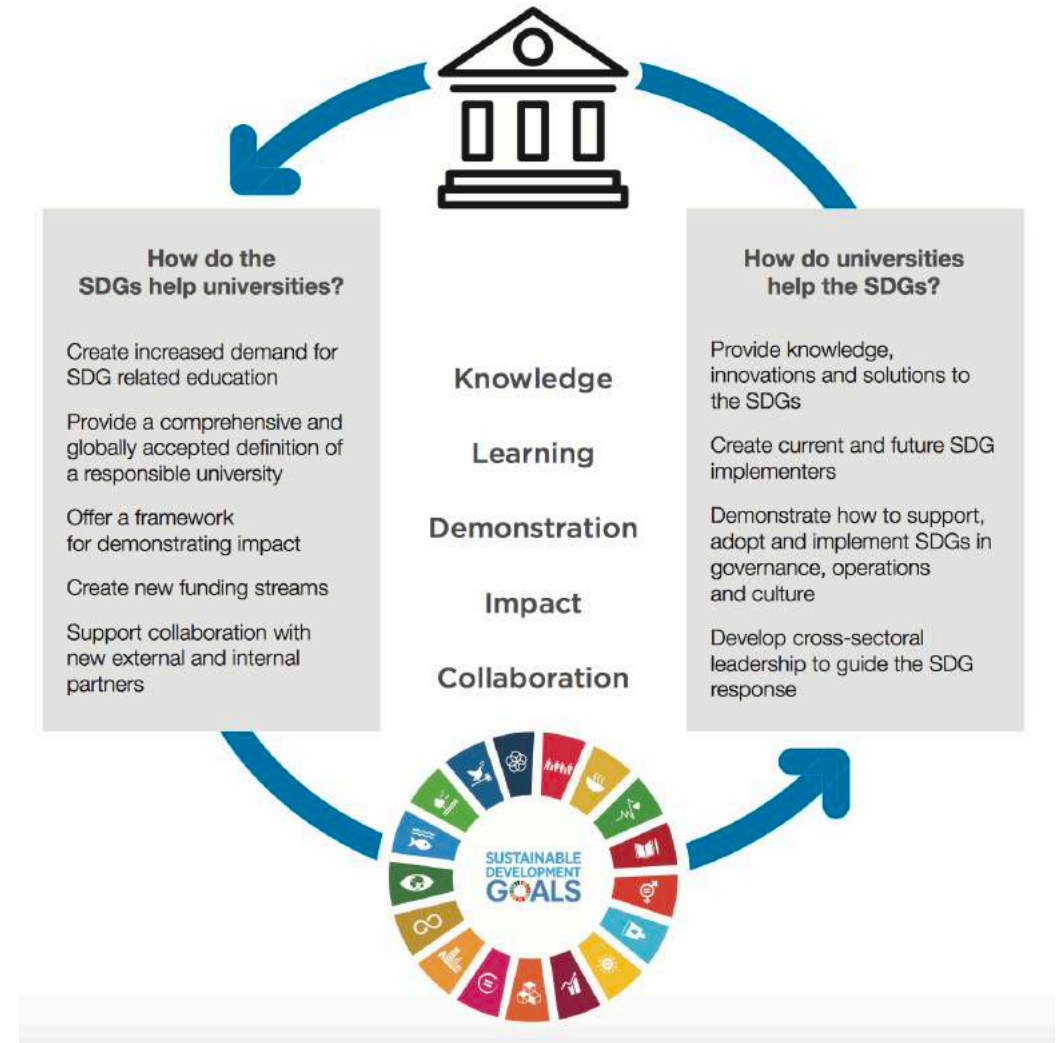 How do the
SDGs help universities?
Create increased demand for
SDG related education
Provide a comprehensive and
globally accepted definition of
a responsible university
Offer a framework
for demonstrating impact
Create new funding streams
Support collaboration with
new external and internal
partners
Knowledge
Learning
Demonstration
Impact
Collaboration
How do universities
help the SDGs?
Provide knowledge,
innovations and solutions to
the SDGs
Create current and future SDG
implementers
Demonstrate how to support,
adopt and implement SDGs in
governance, operations
and culture
Develop cross-sectoral
leadership to guide the SDG
response
SUSTAINABLE
DEVELOPMENT
GOALS